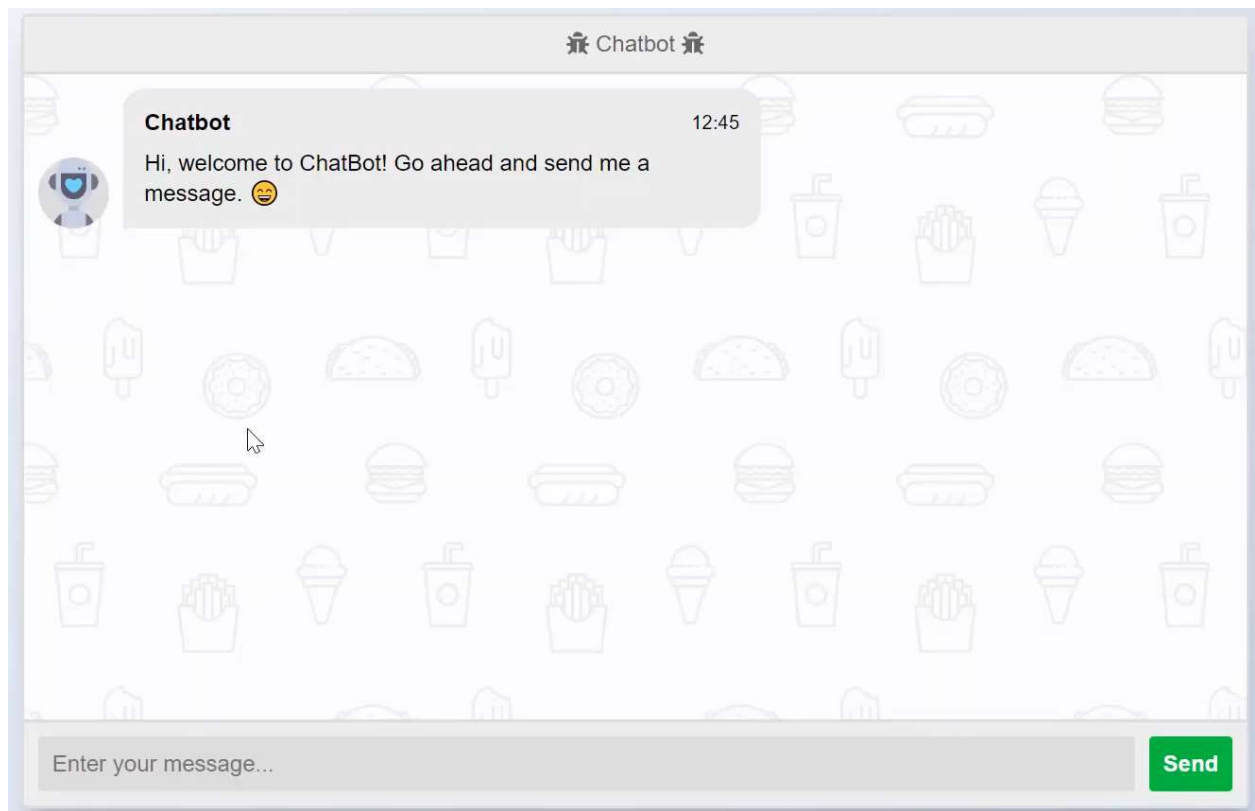 Chatbot
Chatbot 12:45
Hi, welcome to ChatBot! Go ahead and send me a
message. 😄
Enter your message... Send